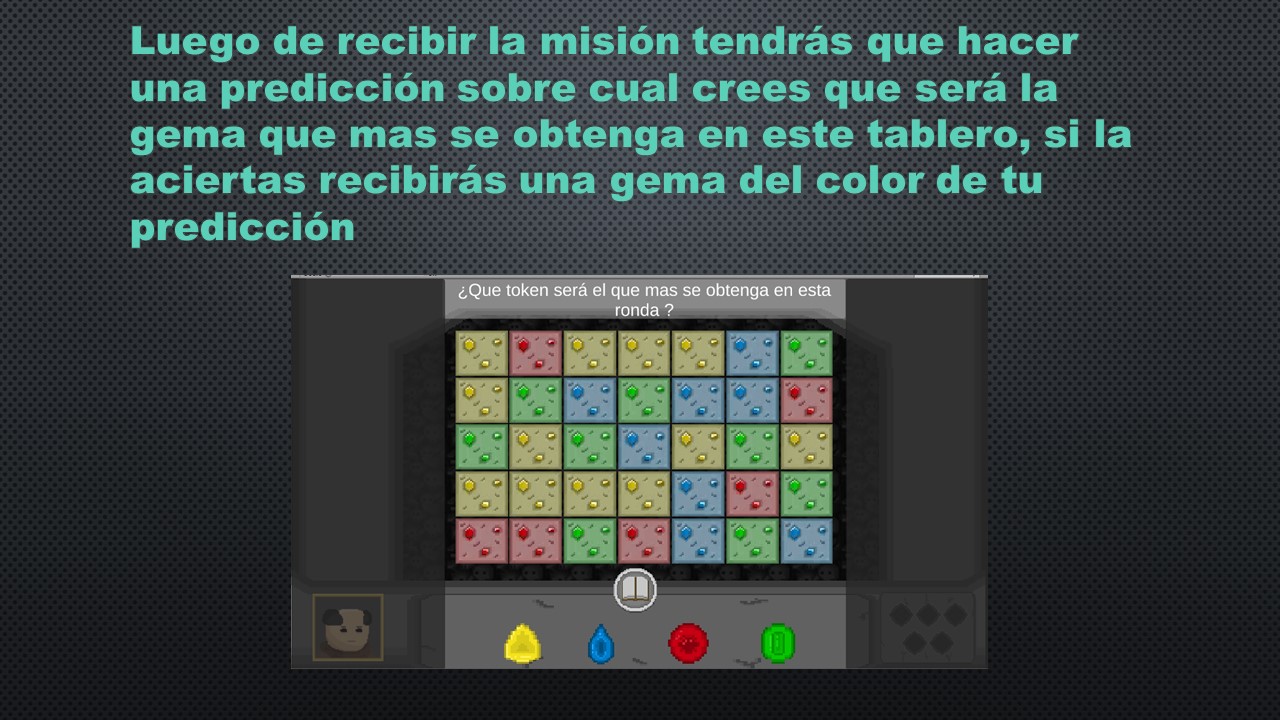 Luego de recibir la misión tendrás que hacer
una predicción sobre cual crees que será la
gema que mas se obtenga en este tablero, si la
aciertas recibirás una gema del color de tu
predicción
¿Que token será el que mas se obtenga en esta
ronda ?